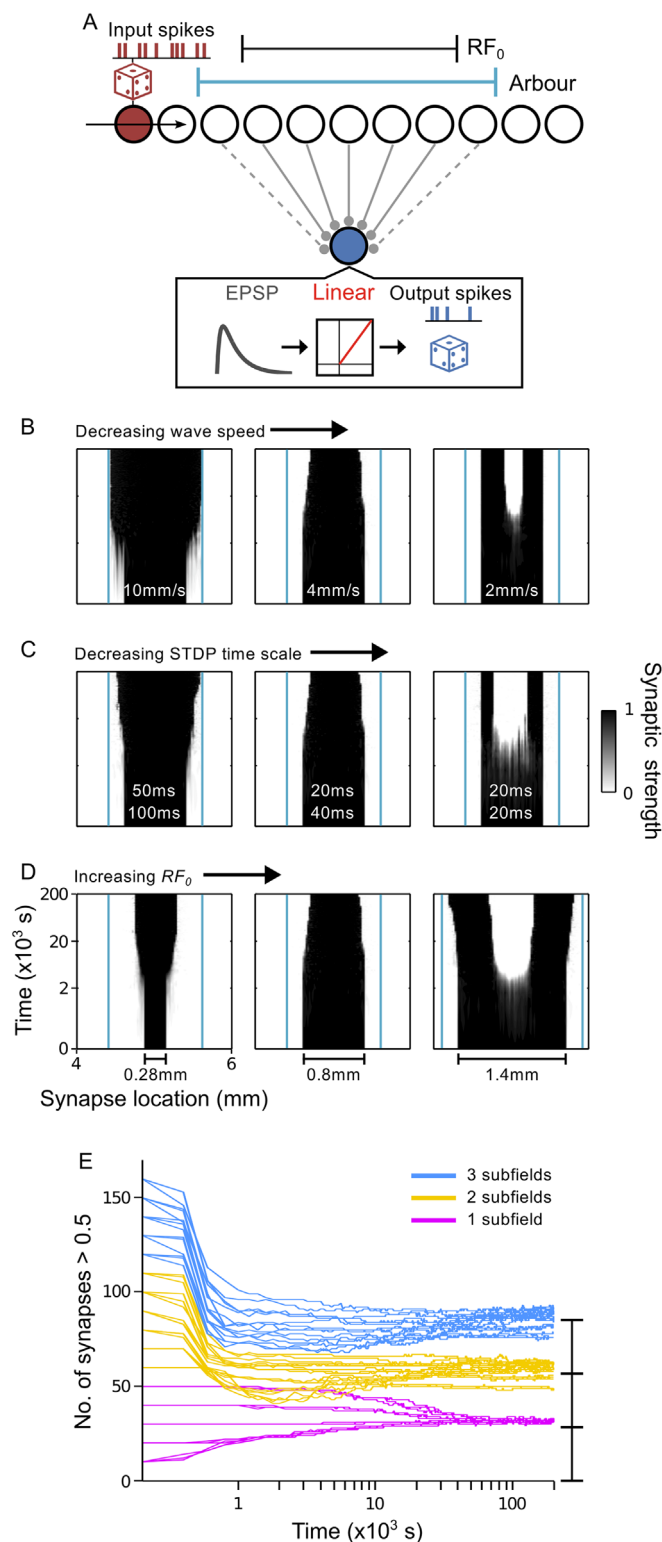 A
Input spikes
RF0
Arbour
EPSP
Linear
Output spikes
B
Decreasing wave speed
10mm/s
4mm/s
2mm/s
C
Decreasing STDP time scale
50ms
100ms
20ms
40ms
20ms
20ms
1
0
Synaptic strength
D
Increasing RF0
200
20
2
0
Time (x10³ s)
4
6
0.28mm
0.8mm
1.4mm
Synapse location (mm)
E
3 subfields
2 subfields
1 subfield
150
100
50
0
No. of synapses > 0.5
1
10
100
Time (x10³ s)